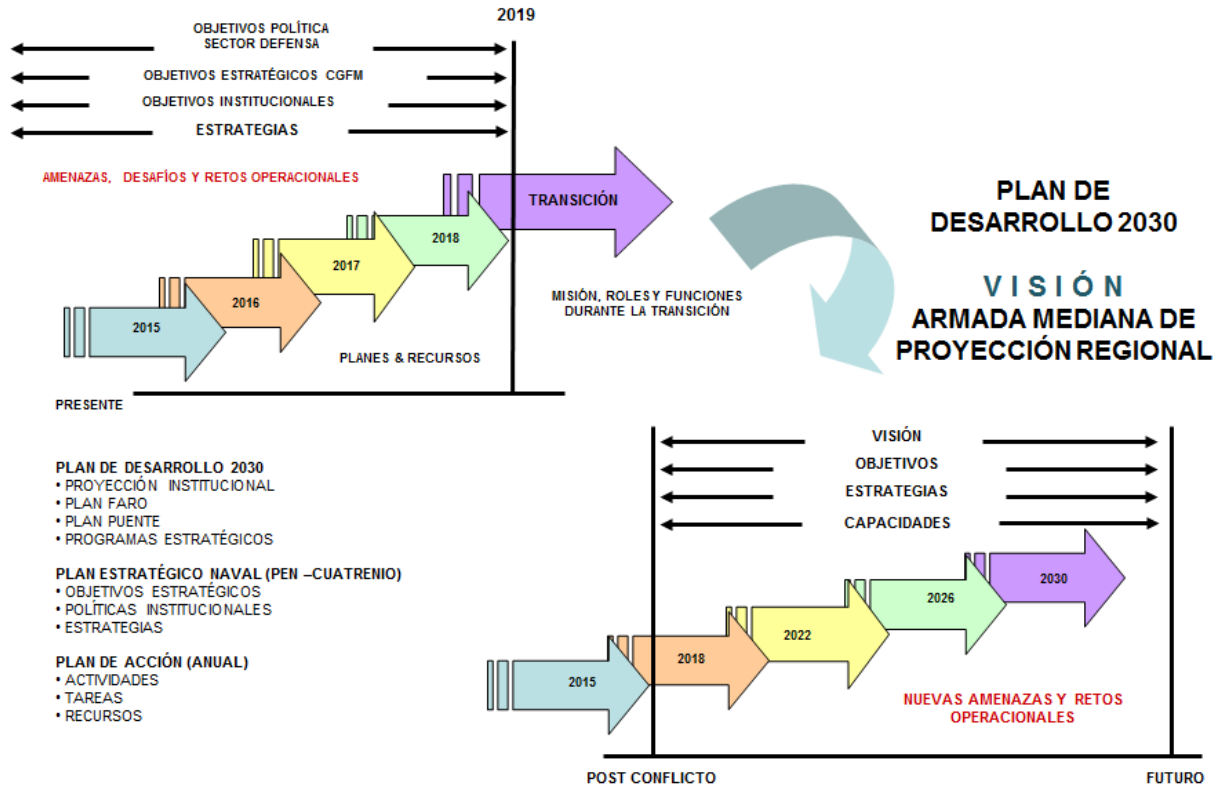 2019
OBJETIVOS POLÍTICA
SECTOR DEFENSA
OBJETIVOS ESTRATÉGICOS CGFM
OBJETIVOS INSTITUCIONALES
ESTRATEGIAS
AMENAZAS, DESAFÍOS Y RETOS OPERACIONALES
TRANSICIÓN
2018
2017
2016
2015
MISIÓN, ROLES Y FUNCIONES
DURANTE LA TRANSICIÓN
PLANES & RECURSOS
PRESENTE
PLAN DE
DESARROLLO 2030
VISIÓN
ARMADA MEDIANA DE
PROYECCIÓN REGIONAL
PLAN DE DESARROLLO 2030
• PROYECCIÓN INSTITUCIONAL
• PLAN FARO
• PLAN PUENTE
• PROGRAMAS ESTRATÉGICOS
PLAN ESTRATÉGICO NAVAL (PEN –CUATRENIO)
• OBJETIVOS ESTRATÉGICOS
• POLÍTICAS INSTITUCIONALES
• ESTRATEGIAS
PLAN DE ACCIÓN (ANUAL)
• ACTIVIDADES
• TAREAS
• RECURSOS
VISIÓN
OBJETIVOS
ESTRATEGIAS
CAPACIDADES
2030
2026
2022
2018
2015
NUEVAS AMENAZAS Y RETOS
OPERACIONALES
POST CONFLICTO
FUTURO